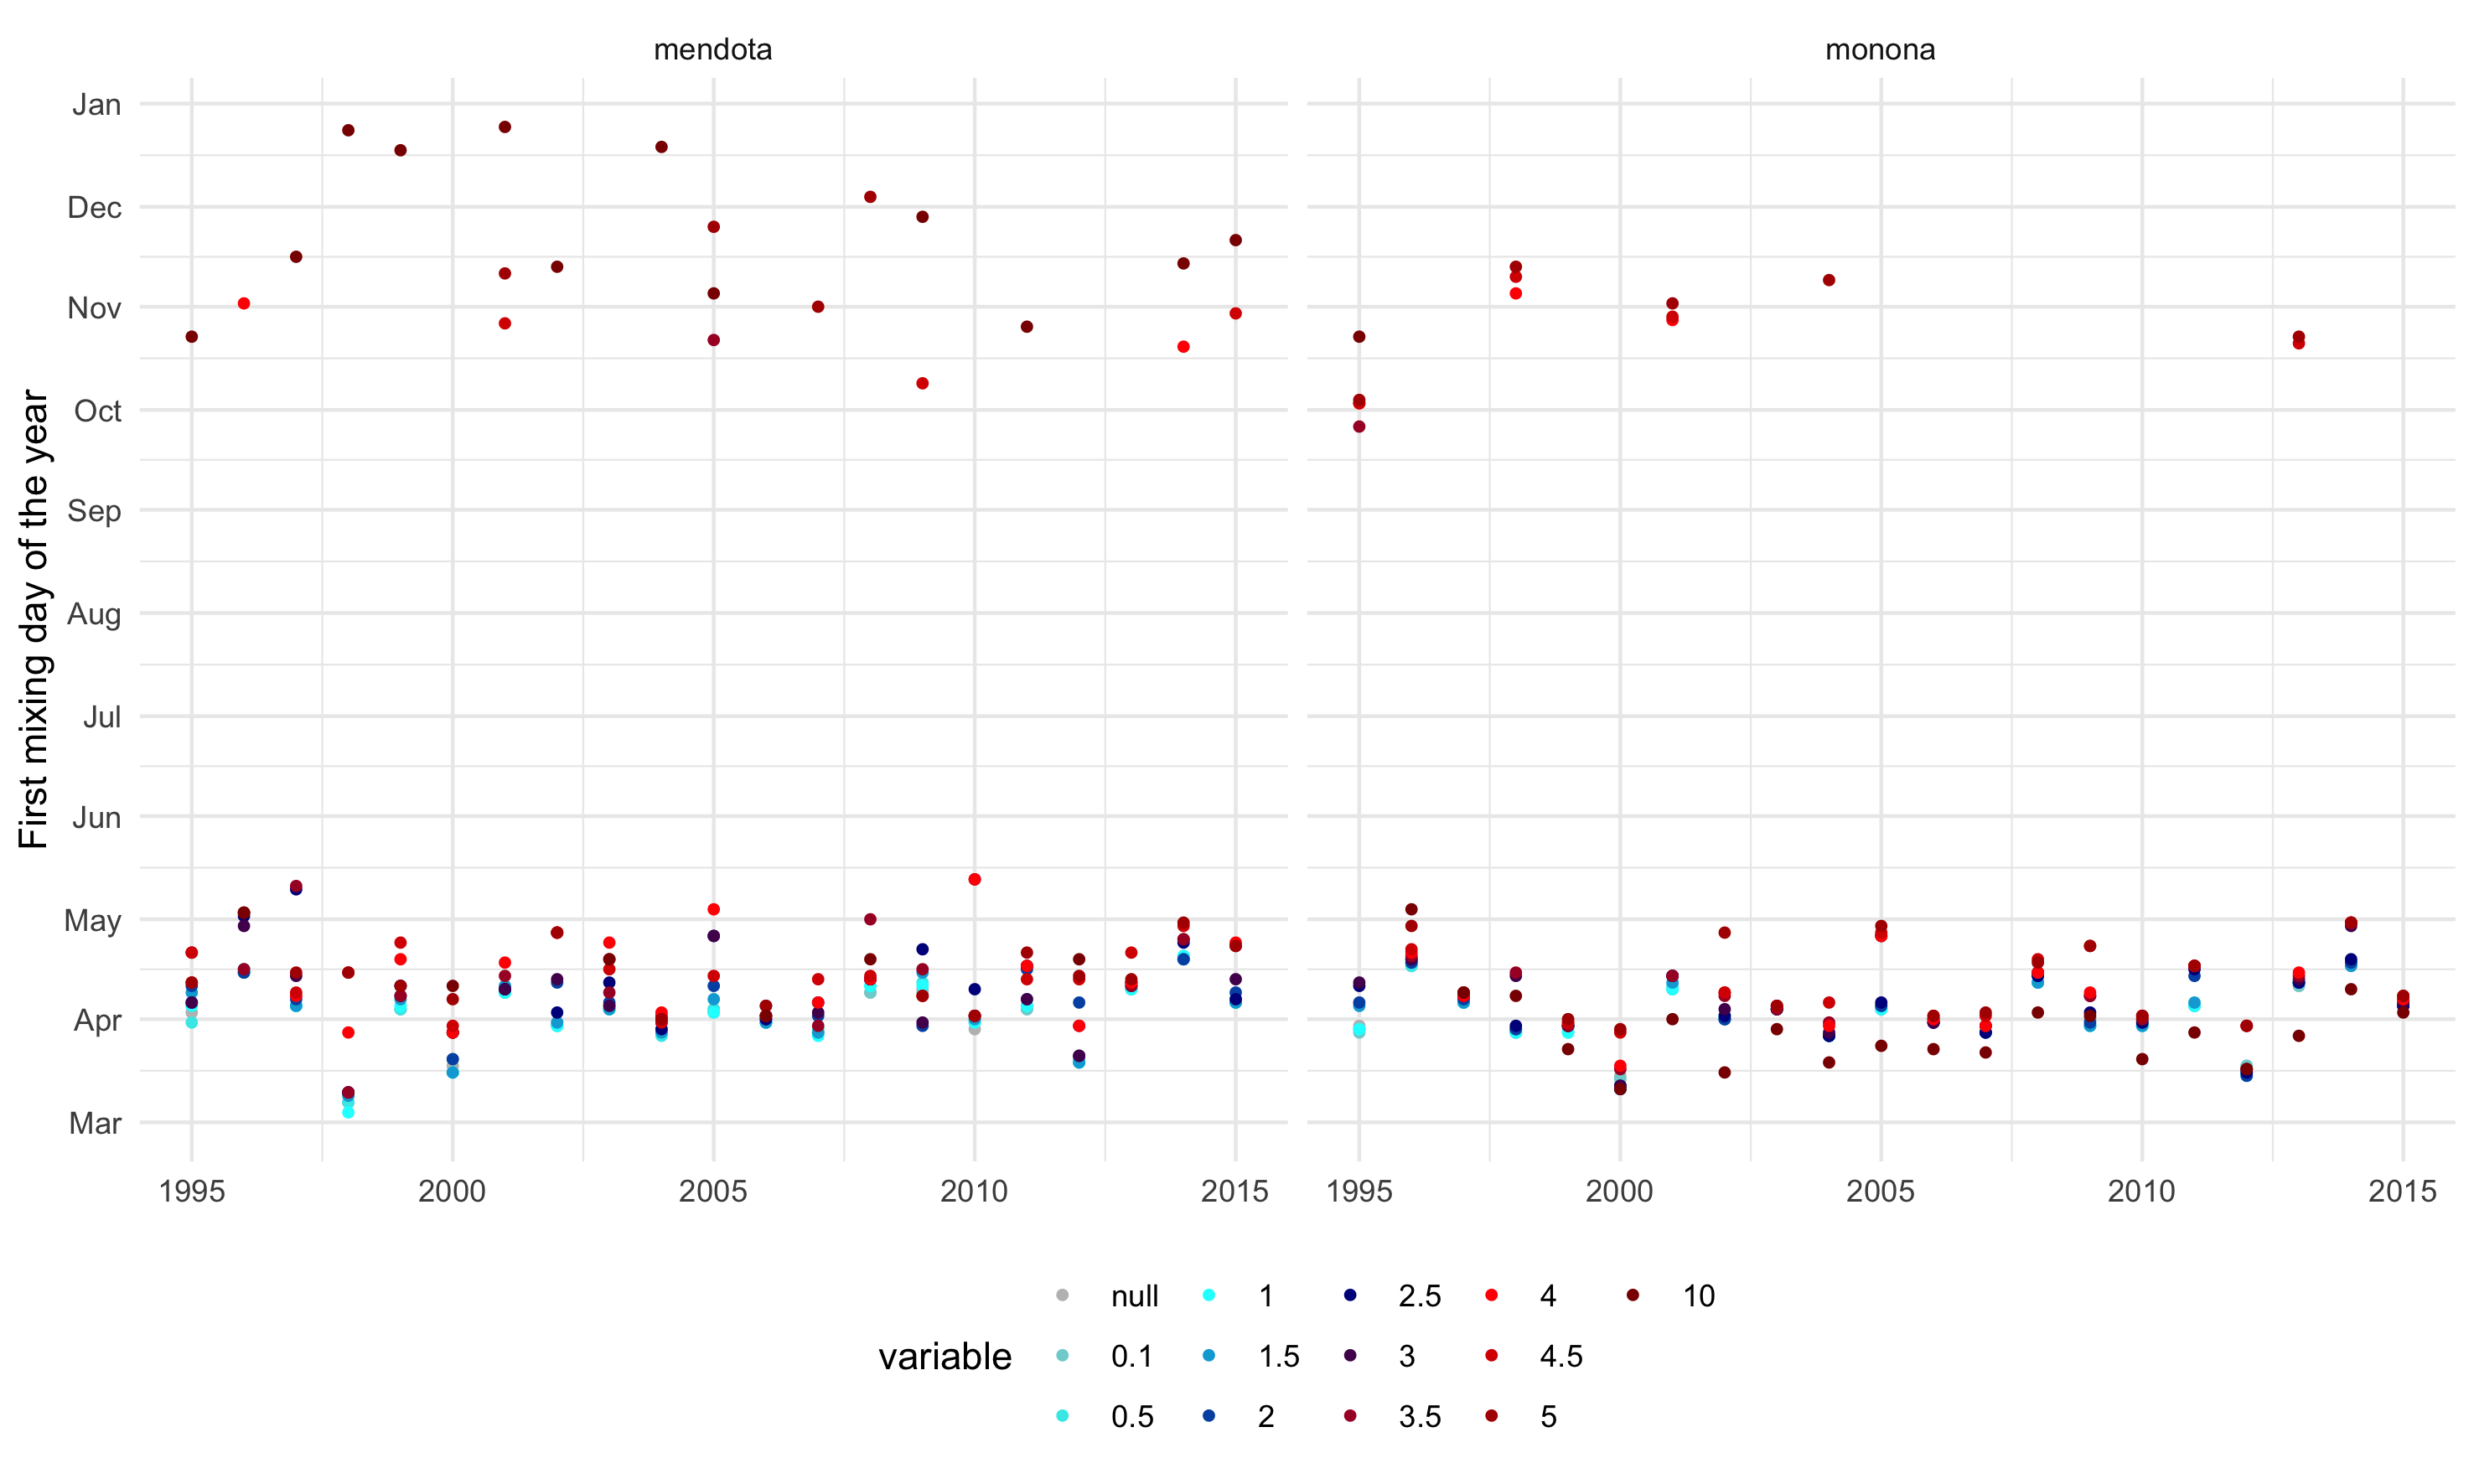 mendota monona
Jan
Dec
Nov
Oct
Sep
Aug
Jul
Jun
May
Apr
Mar
First mixing day of the year
1995 2000 2005 2010 2015 1995 2000 2005 2010 2015
variable
null 1 2.5 4 10
0.1 1.5 3 4.5
0.5 2 3.5 5